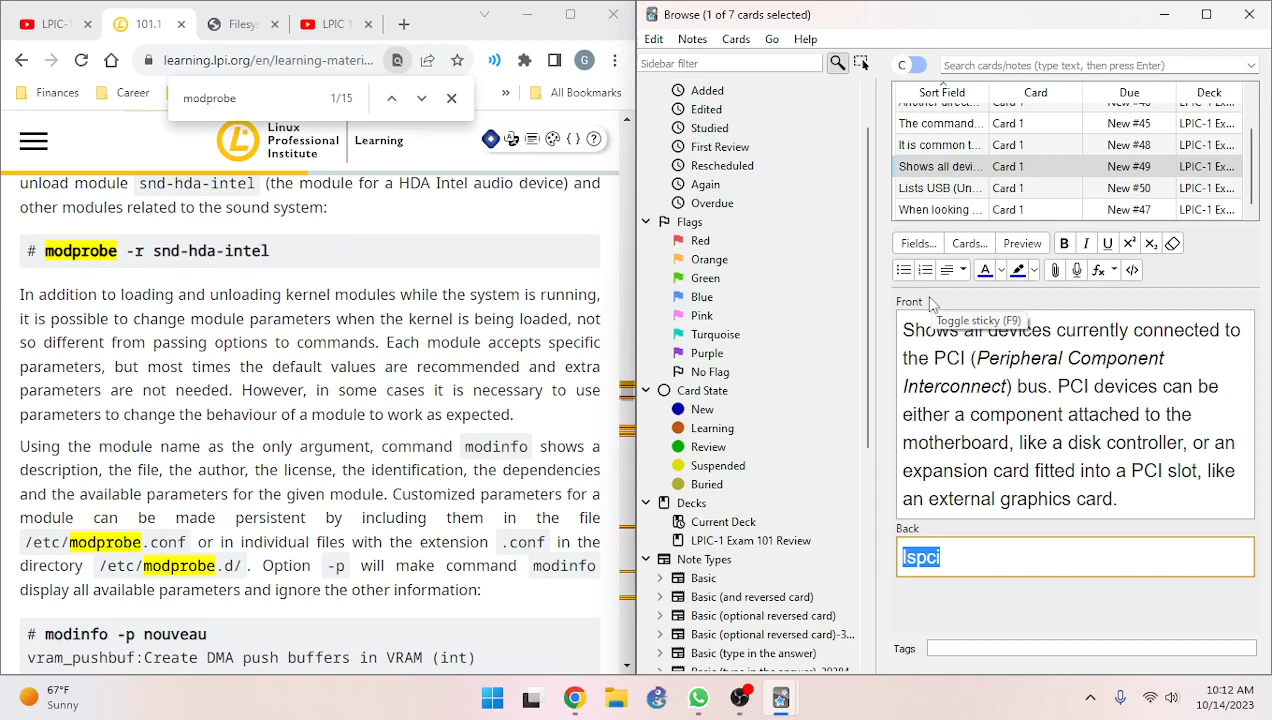 LPIC-
101.1
Filesy
LPIC 1
learning.lpi.org/en/learning-materi...
G
Finances
Career
modprobe
1/15
»
All Bookmarks
Linux
Professional
Institute
Learning
unload module snd-hda-intel (the module for a HDA Intel audio device) and
other modules related to the sound system:
# modprobe -r snd-hda-intel
In addition to loading and unloading kernel modules while the system is running,
it is possible to change module parameters when the kernel is being loaded, not
so different from passing options to commands. Each module accepts specific
parameters, but most times the default values are recommended and extra
parameters are not needed. However, in some cases it is necessary to use
parameters to change the behaviour of a module to work as expected.
Using the module name as the only argument, command modinfo shows a
description, the file, the author, the license, the identification, the dependencies
and the available parameters for the given module. Customized parameters for a
module can be made persistent by including them in the file
/etc/modprobe.conf or in individual files with the extension .conf in the
directory /etc/modprobe.d/. Option -p will make command modinfo
display all available parameters and ignore the other information:
# modinfo -p nouveau
vram_pushbuf:Create DMA push buffers in VRAM (int)
Browse (1 of 7 cards selected)
Edit Notes Cards Go Help
Sidebar filter
Added
Edited
Studied
First Review
Rescheduled
Again
Overdue
Flags
Red
Orange
Green
Blue
Pink
Turquoise
Purple
No Flag
Card State
New
Learning
Review
Suspended
Buried
Decks
Current Deck
LPIC-1 Exam 101 Review
Note Types
Basic
Basic (and reversed card)
Basic (optional reversed card)
Basic (optional reversed card)-3...
Basic (type in the answer)
C
Search cards/notes (type text, then press Enter)
Sort Field Card Due Deck
The command... Card 1 New #45 LPIC-1 Ex...
It is common t... Card 1 New #48 LPIC-1 Ex...
Shows all devi... Card 1 New #49 LPIC-1 Ex...
Lists USB (Un... Card 1 New #50 LPIC-1 Ex...
When looking ... Card 1 New #47 LPIC-1 Ex...
Fields... Cards... Preview B I U
Front
Toggle sticky (F9)
Shows all devices currently connected to
the PCI (Peripheral Component
Interconnect) bus. PCI devices can be
either a component attached to the
motherboard, like a disk controller, or an
expansion card fitted into a PCI slot, like
an external graphics card.
Back
lspci
Tags
67°F
Sunny
10:12 AM
10/14/2023